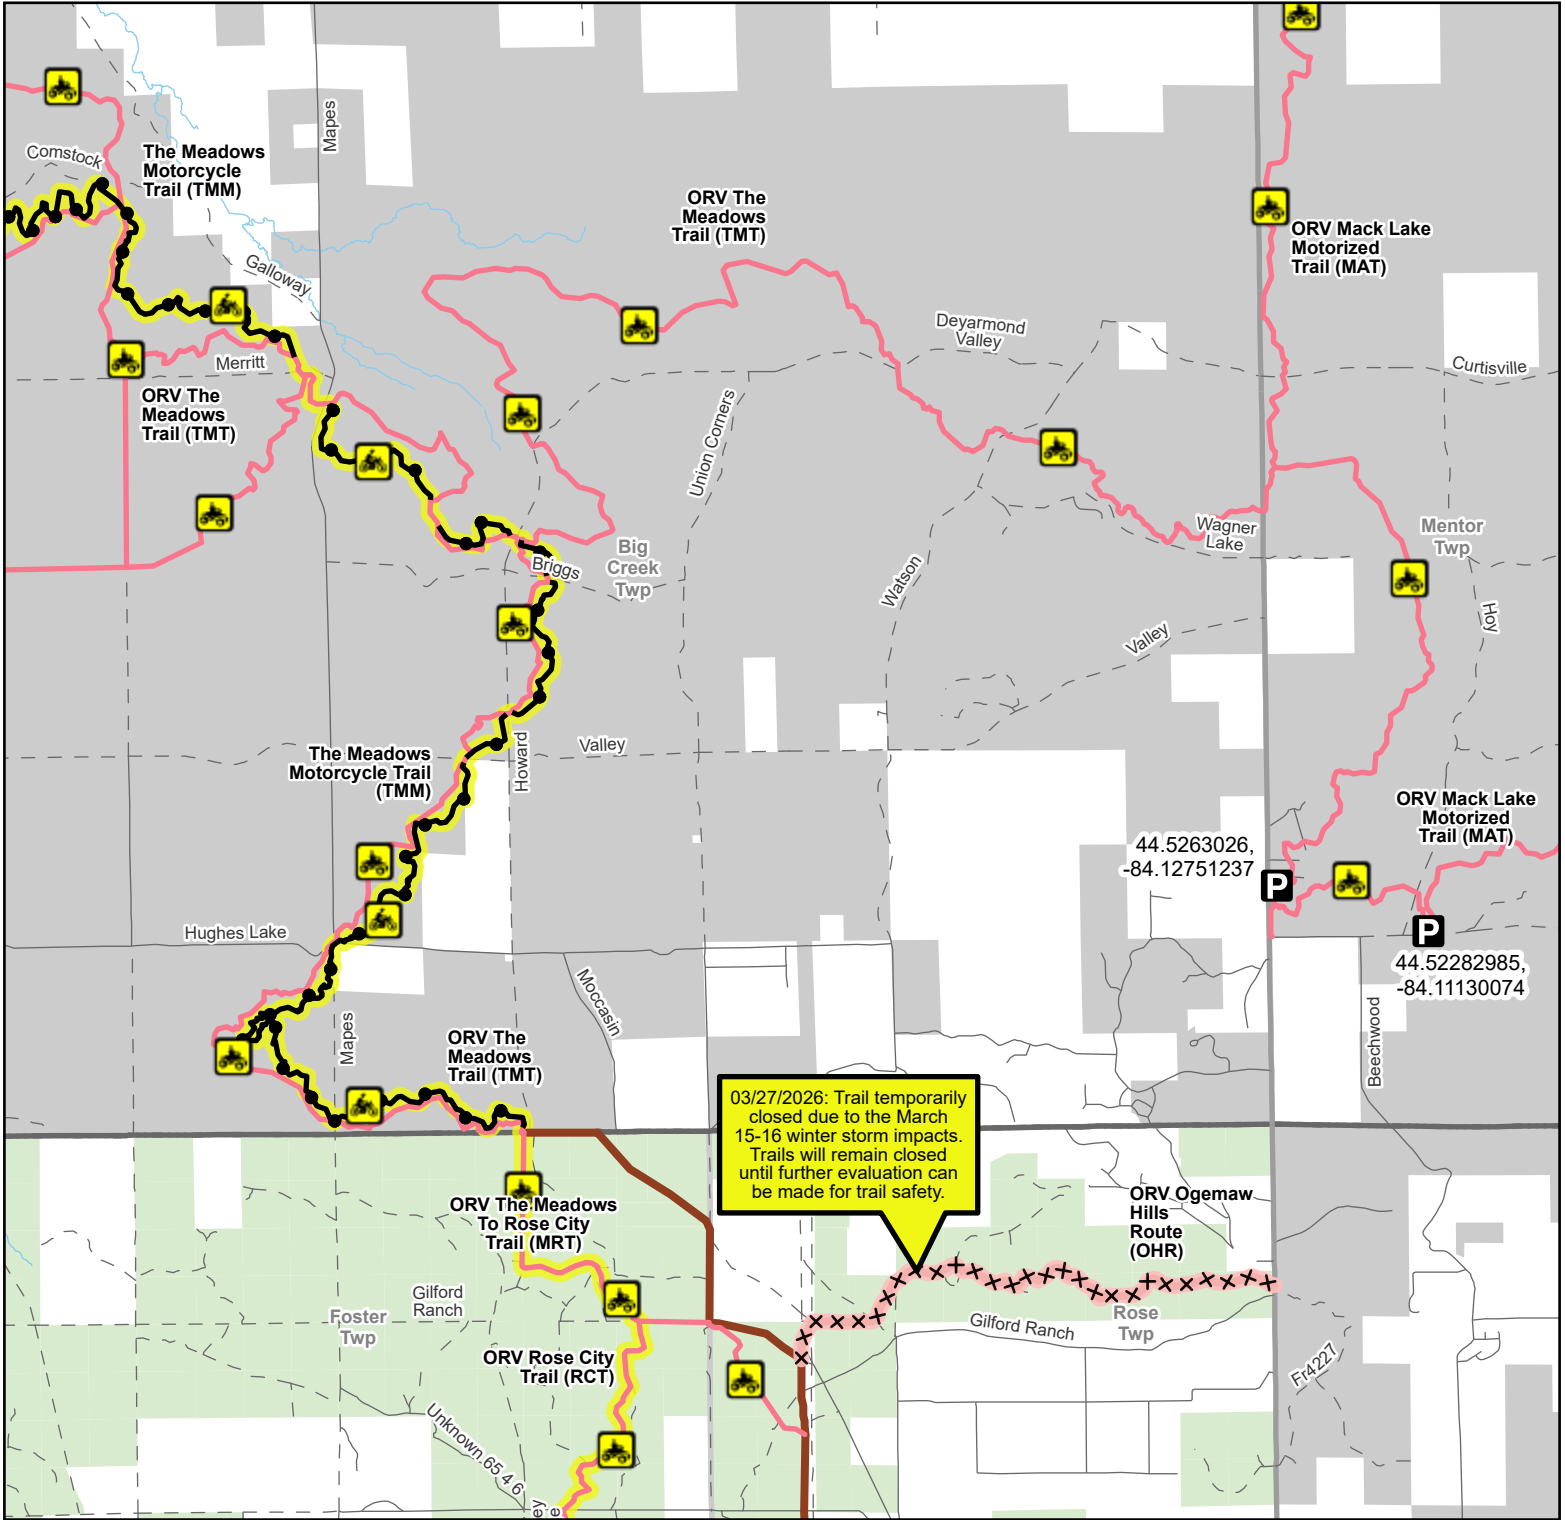 Comstock
The Meadows
Motorcycle
Trail (TMM)
Mapes
ORV The
Meadows
Trail (TMT)
ORV Mack Lake
Motorized
Trail (MAT)
Galloway
Deyarmond
Valley
Merritt
Curtisville
ORV The
Meadows
Trail (TMT)
Union Corners
Wagner
Lake
Mentor
Twp
Big
Creek
Twp
Briggs
Watson
Hoy
Valley
The Meadows
Motorcycle Trail
(TMM)
Howard
Valley
ORV Mack Lake
Motorized
Trail (MAT)
44.5263026,
-84.12751237
P
P
Hughes Lake
44.52282985,
-84.11130074
Moccasin
Mapes
Beechwood
ORV The
Meadows
Trail (TMT)
03/27/2026: Trail temporarily
closed due to the March
15-16 winter storm impacts.
Trails will remain closed
until further evaluation can
be made for trail safety.
ORV The Meadows
To Rose City
Trail (MRT)
ORV Ogemaw
Hills
Route
(OHR)
Gilford
Ranch
Foster
Twp
Gilford Ranch
Rose
Twp
ORV Rose City
Trail (RCT)
Fr4227
Unknown 65 4 6
ey
e